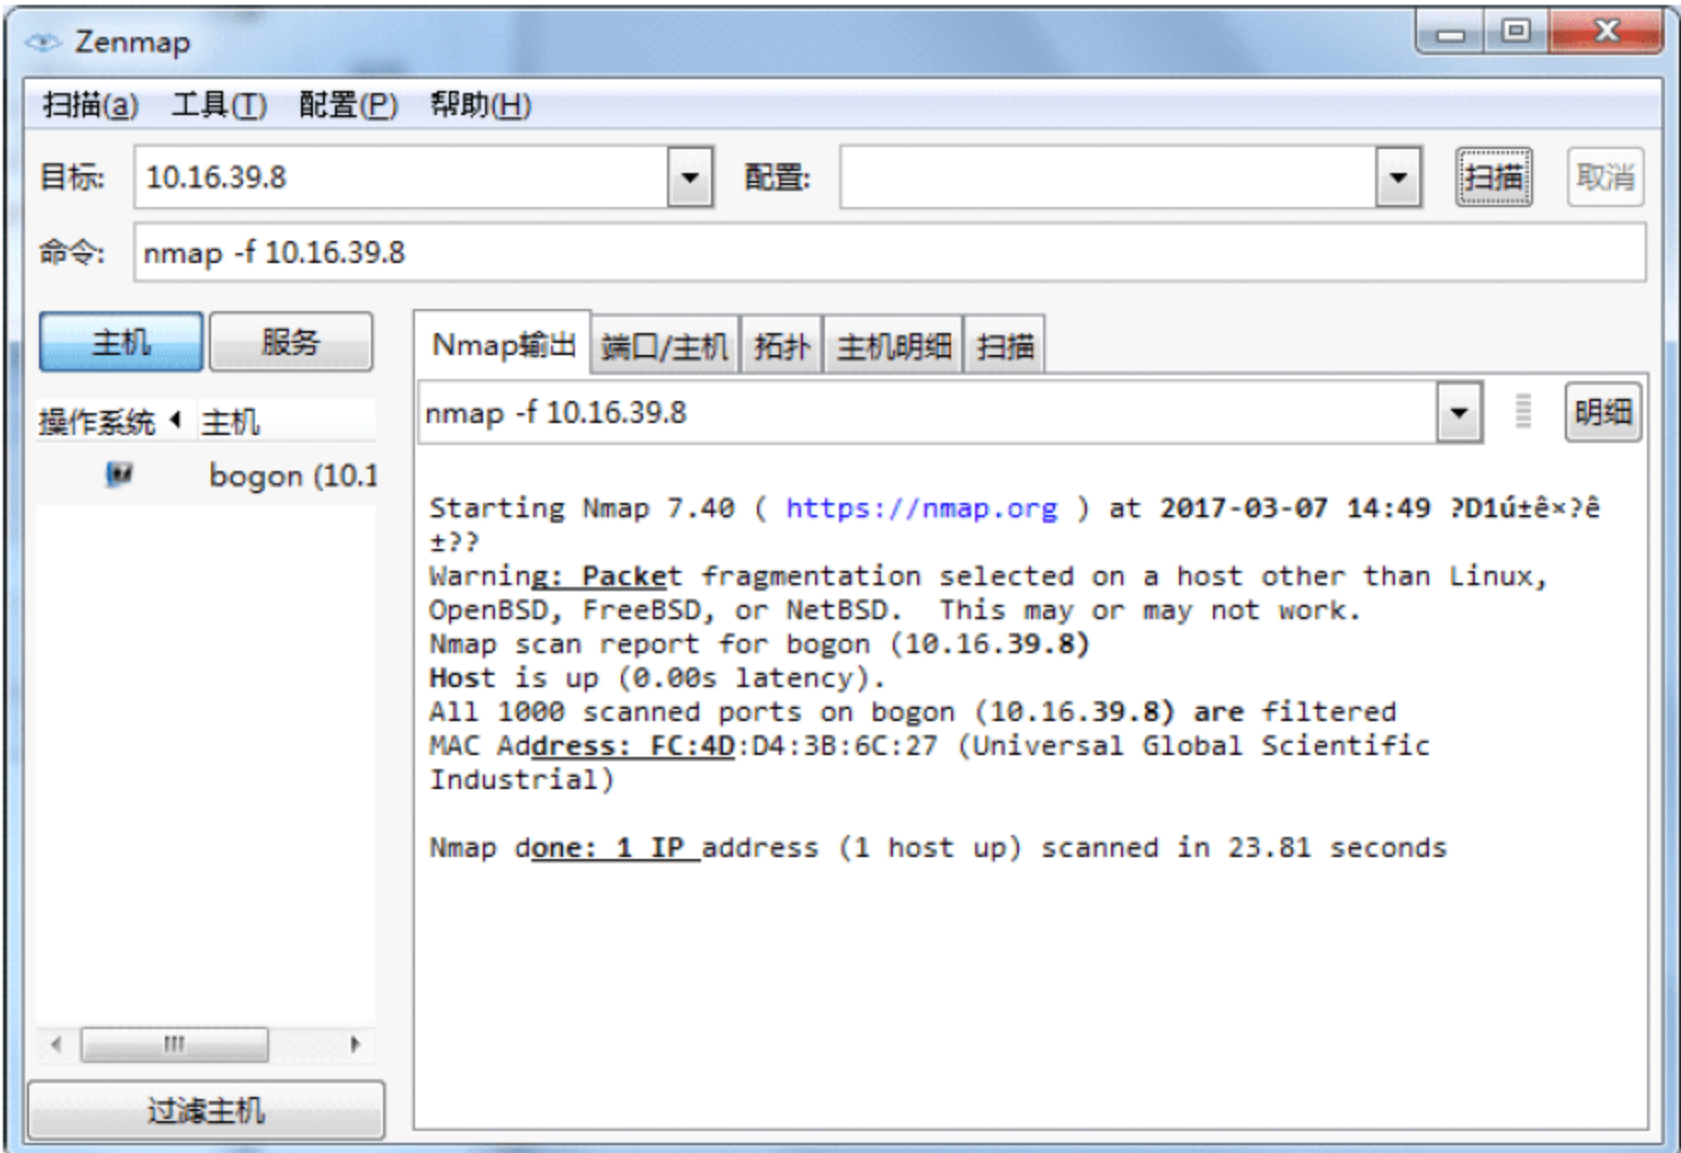 Zenmap
扫描(a) 工具(T) 配置(P) 帮助(H)
目标: 10.16.39.8 配置: 扫描 取消
命令: nmap -f 10.16.39.8
主机 服务
操作系统 主机
bogon (10.1
过滤主机
Nmap输出 端口/主机 拓扑 主机明细 扫描
nmap -f 10.16.39.8 明细
Starting Nmap 7.40 ( https://nmap.org ) at 2017-03-07 14:49 ?D1ú±ê×?ê
±??
Warning: Packet fragmentation selected on a host other than Linux,
OpenBSD, FreeBSD, or NetBSD.  This may or may not work.
Nmap scan report for bogon (10.16.39.8)
Host is up (0.00s latency).
All 1000 scanned ports on bogon (10.16.39.8) are filtered
MAC Address: FC:4D:D4:3B:6C:27 (Universal Global Scientific
Industrial)
Nmap done: 1 IP address (1 host up) scanned in 23.81 seconds